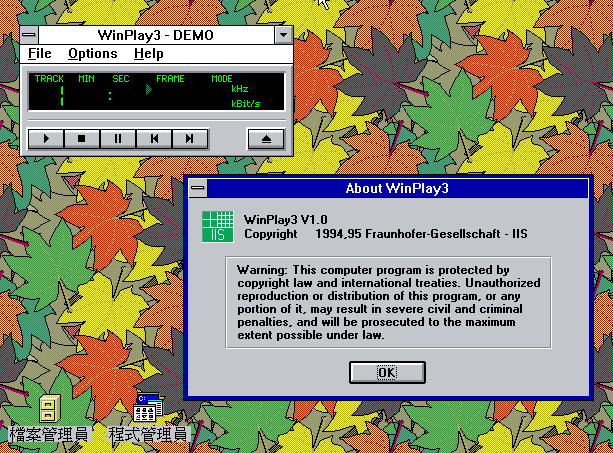 WinPlay3 - DEMO
File Options Help
TRACK MIN SEC FRAME MODE
1 : kHz
1 kBit/s
About WinPlay3
IIS
WinPlay3 V1.0
Copyright 1994,95 Fraunhofer-Gesellschaft - IIS
Warning: This computer program is protected by
copyright law and international treaties. Unauthorized
reproduction or distribution of this program, or any
portion of it, may result in severe civil and criminal
penalties, and will be prosecuted to the maximum
extent possible under law.
OK
檔案管理員 程式管理員